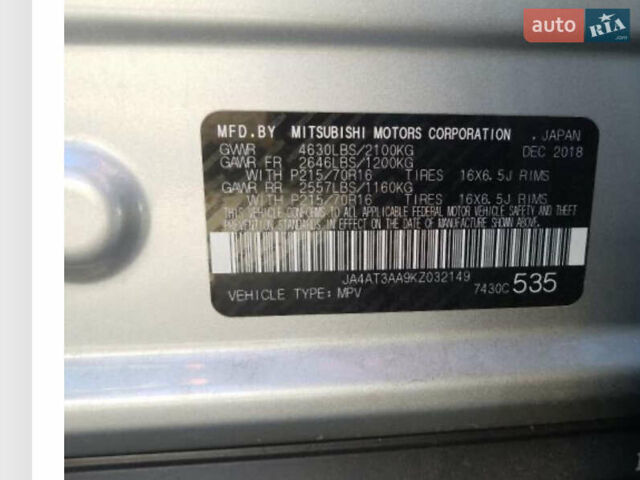 auto RIA .com
MFD.BY MITSUBISHI MOTORS CORPORATION . JAPAN
GVWR 4630LBS/2100KG DEC 2018
GAWR FR 2646LBS/1200KG
WITH P215/70R16 TIRES 16X6.5J RIMS
GAWR RR 2557LBS/1160KG
WITH P215/70R16 TIRES 16X6.5J RIMS
THIS VEHICLE CONFORMS TO ALL APPLICABLE FEDERAL MOTOR VEHICLE SAFETY AND THEFT
PREVENTION STANDARDS IN EFFECT ON THE DATE OF MANUFACTURE SHOWN ABOVE.
JA4AT3AA9KZ032149
VEHICLE TYPE: MPV 7430C 535